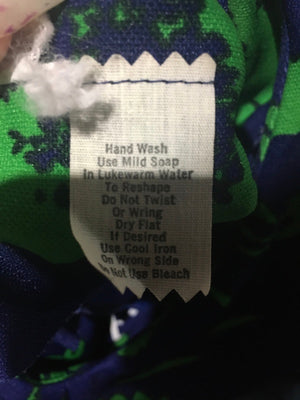 Hand Wash
Use Mild Soap
In Lukewarm Water
To Reshape
Do Not Twist
Or Wring
Dry Flat
If Desired
Use Cool Iron
On Wrong Side
Do Not Use Bleach